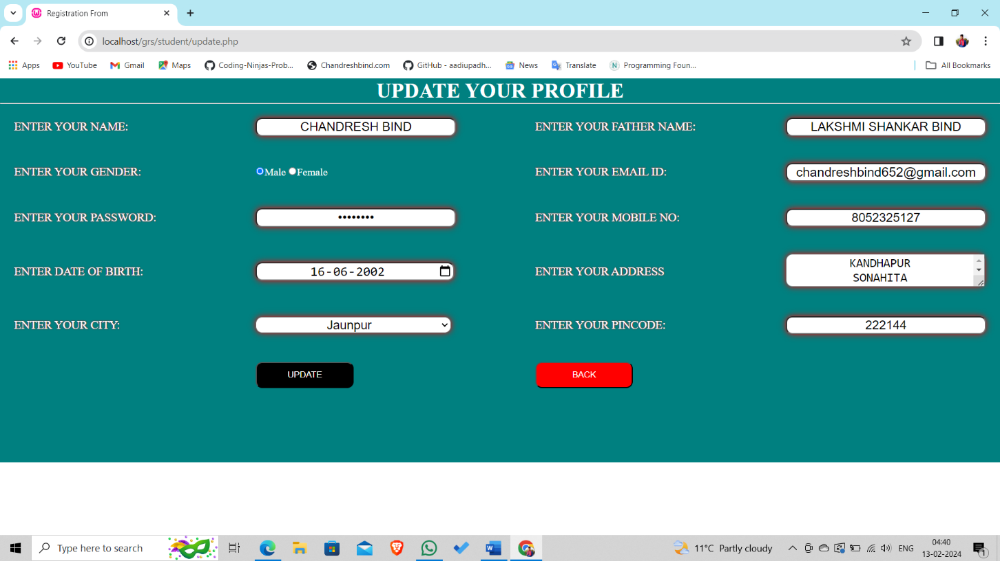 Registration From
localhost/grs/student/update.php
Apps YouTube Gmail Maps Coding-Ninjas-Prob... Chandreshbind.com GitHub - aadiupadh... News Translate Programming Foun... All Bookmarks
UPDATE YOUR PROFILE
ENTER YOUR NAME: CHANDRESH BIND ENTER YOUR FATHER NAME: LAKSHMI SHANKAR BIND
ENTER YOUR GENDER: Male Female ENTER YOUR EMAIL ID: chandreshbind652@gmail.com
ENTER YOUR PASSWORD: •••••••• ENTER YOUR MOBILE NO: 8052325127
ENTER DATE OF BIRTH: 16-06-2002 ENTER YOUR ADDRESS KANDHAPUR
SONAHITA
ENTER YOUR CITY: Jaunpur ENTER YOUR PINCODE: 222144
UPDATE BACK
Type here to search 11°C Partly cloudy ENG 04:40
13-02-2024 1